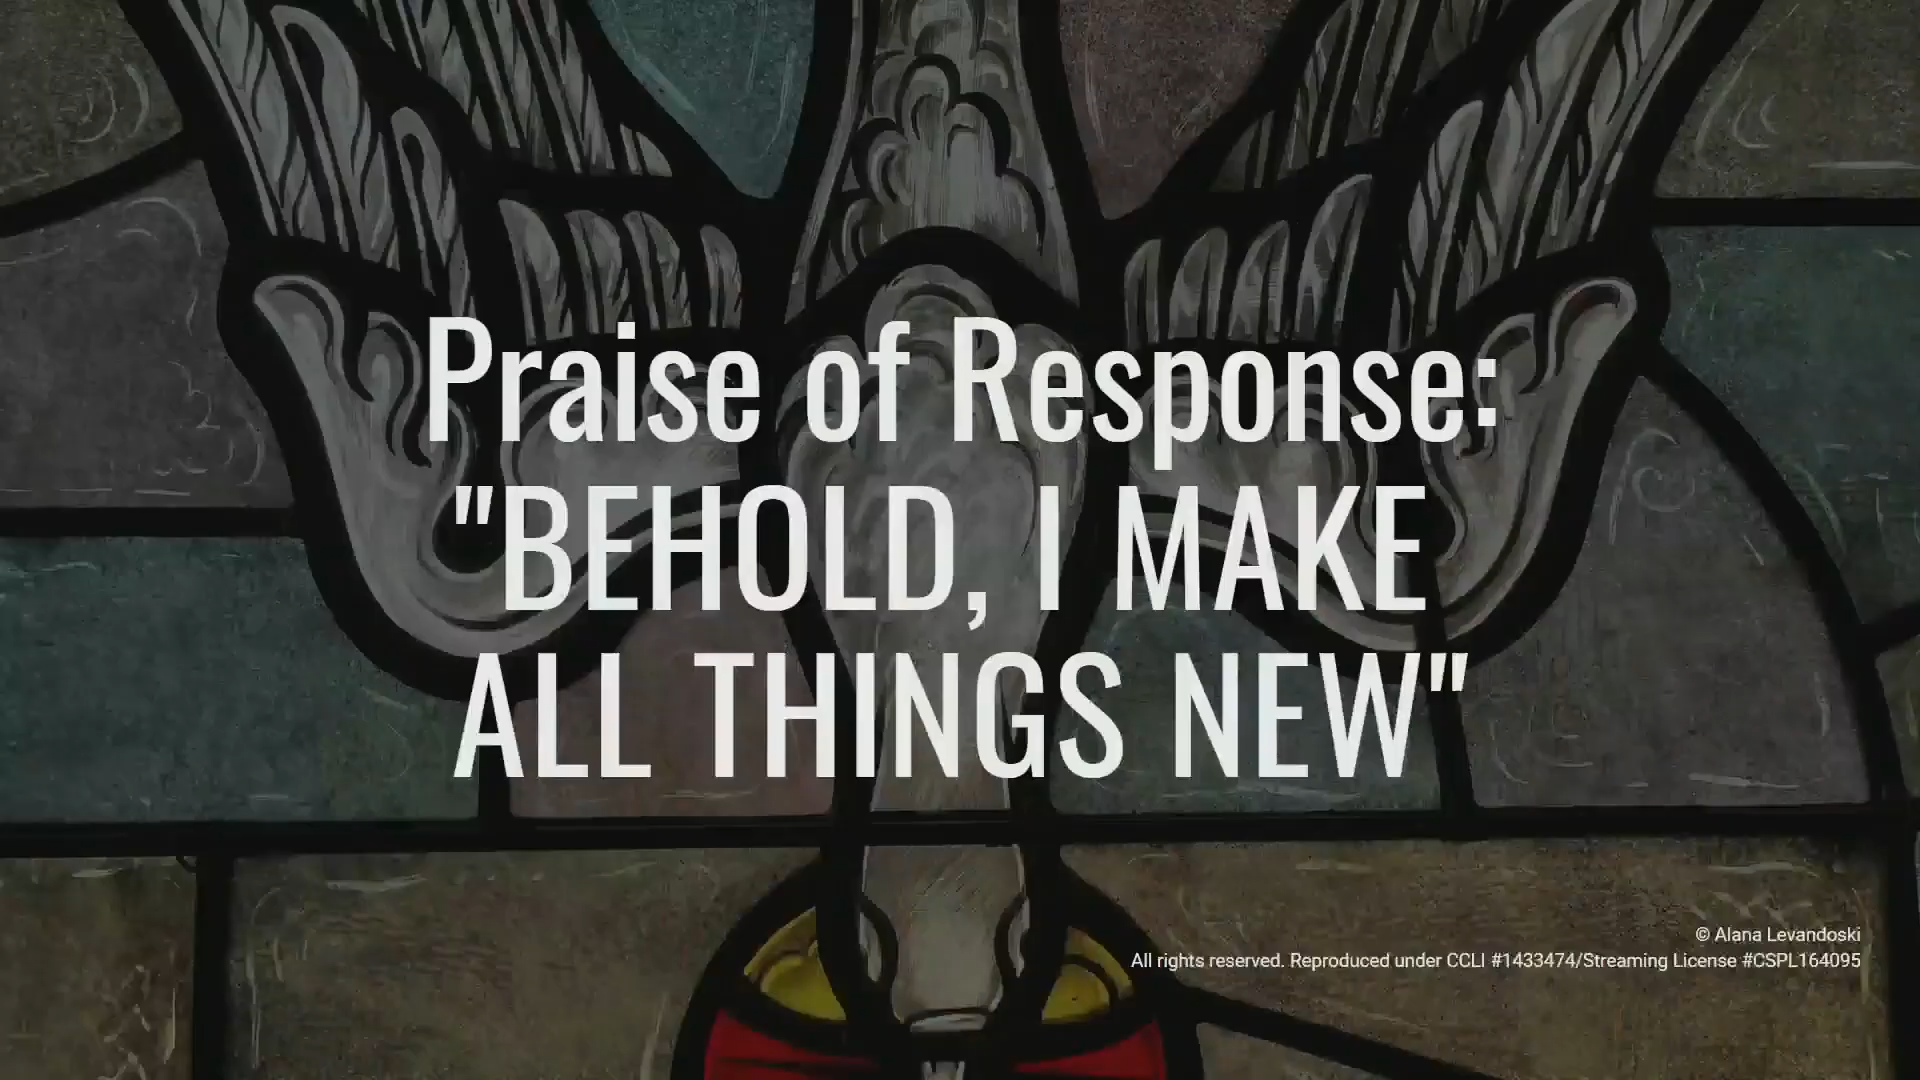 Praise of Response:
"BEHOLD, I MAKE
ALL THINGS NEW"
© Alana Levandoski
All rights reserved. Reproduced under CCLI #1433474/Streaming License #CSPL164095